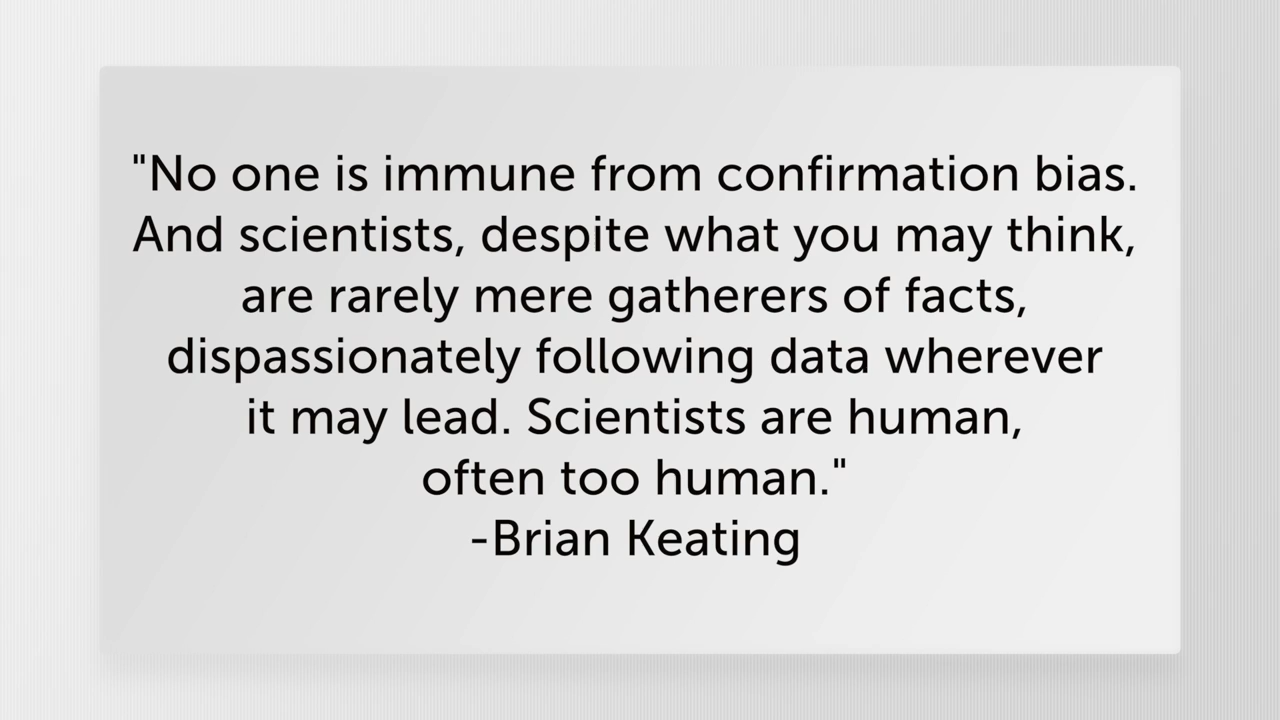 "No one is immune from confirmation bias.
And scientists, despite what you may think,
are rarely mere gatherers of facts,
dispassionately following data wherever
it may lead. Scientists are human,
often too human."
-Brian Keating